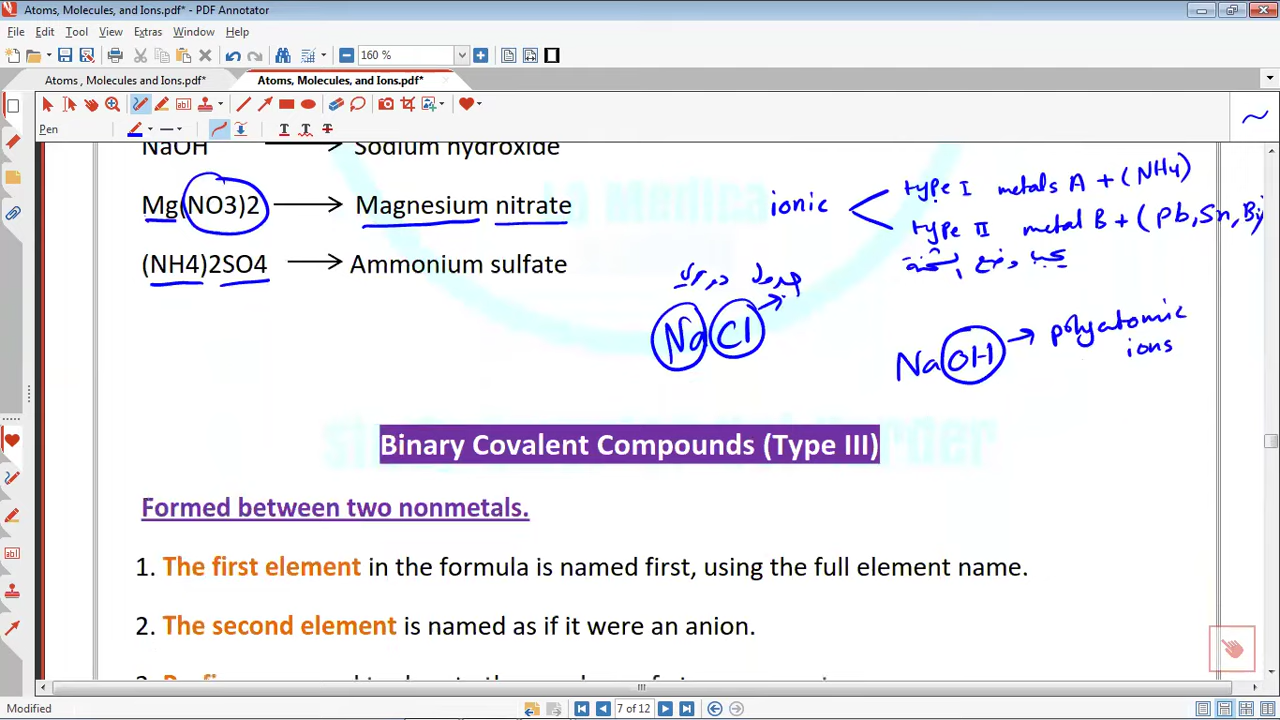 Atoms, Molecules, and Ions.pdf* - PDF Annotator
File Edit Tool View Extras Window Help
160 %
Atoms , Molecules and Ions.pdf*
Atoms, Molecules, and Ions.pdf*
Pen
NaOH Sodium hydroxide
Mg(NO3)2 Magnesium nitrate
(NH4)2SO4 Ammonium sulfate
ionic
type I metals A + (NH4)
type II metal B + (Pb, Sn, Bi)
NaCl
NaOH
polyatomic
ions
La Medica
Binary Covalent Compounds (Type III)
Formed between two nonmetals.
1. The first element in the formula is named first, using the full element name.
2. The second element is named as if it were an anion.
Modified
7 of 12